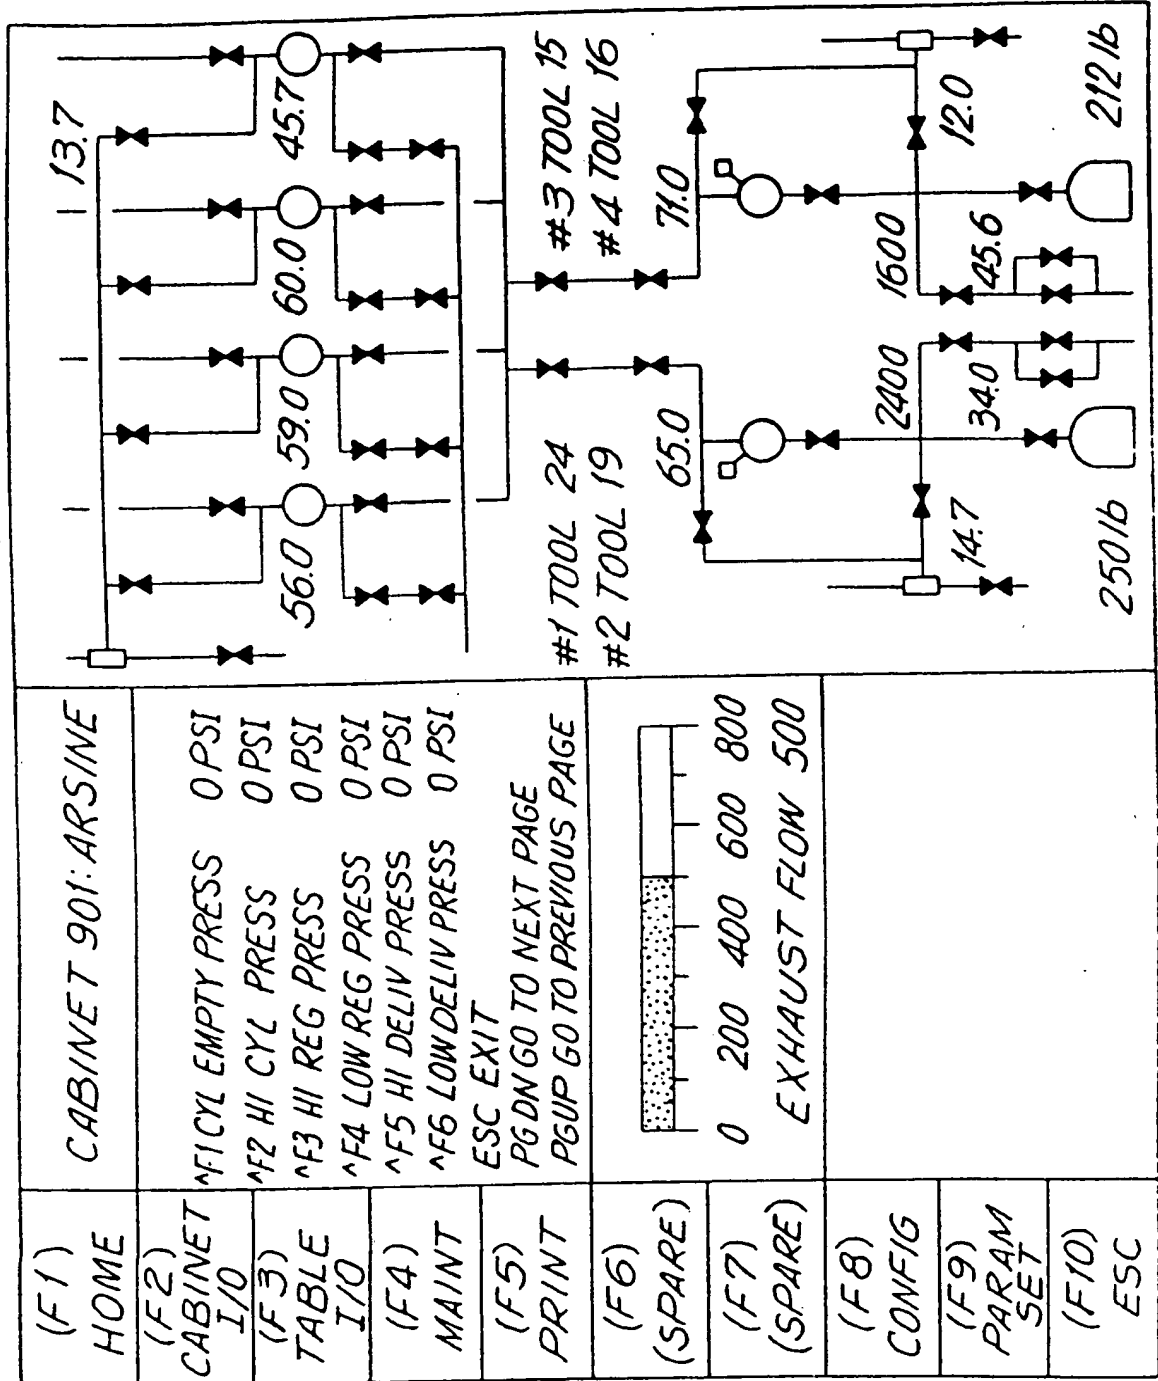 (F1)
HOME
(F2)
CABINET
I/O
(F3)
TABLE
I/O
(F4)
MAINT
(F5)
PRINT
(F6)
(SPARE)
(F7)
(SPARE)
(F8)
CONFIG
(F9)
PARAM
SET
(F10)
ESC
CABINET 901: ARSINE
^F1 CYL EMPTY PRESS 0 PSI
^F2 HI CYL PRESS 0 PSI
^F3 HI REG PRESS 0 PSI
^F4 LOW REG PRESS 0 PSI
^F5 HI DELIV PRESS 0 PSI
^F6 LOW DELIV PRESS 0 PSI
ESC EXIT
PG DN GO TO NEXT PAGE
PGUP GO TO PREVIOUS PAGE
0 200 400 600 800
EXHAUST FLOW 500
13.7
56.0 59.0 60.0 45.7
#1 TOOL 24
#2 TOOL 19
#3 TOOL 15
#4 TOOL 16
65.0 71.0
2400 1600
14.7 34.0 45.6 12.0
250 lb 212 lb